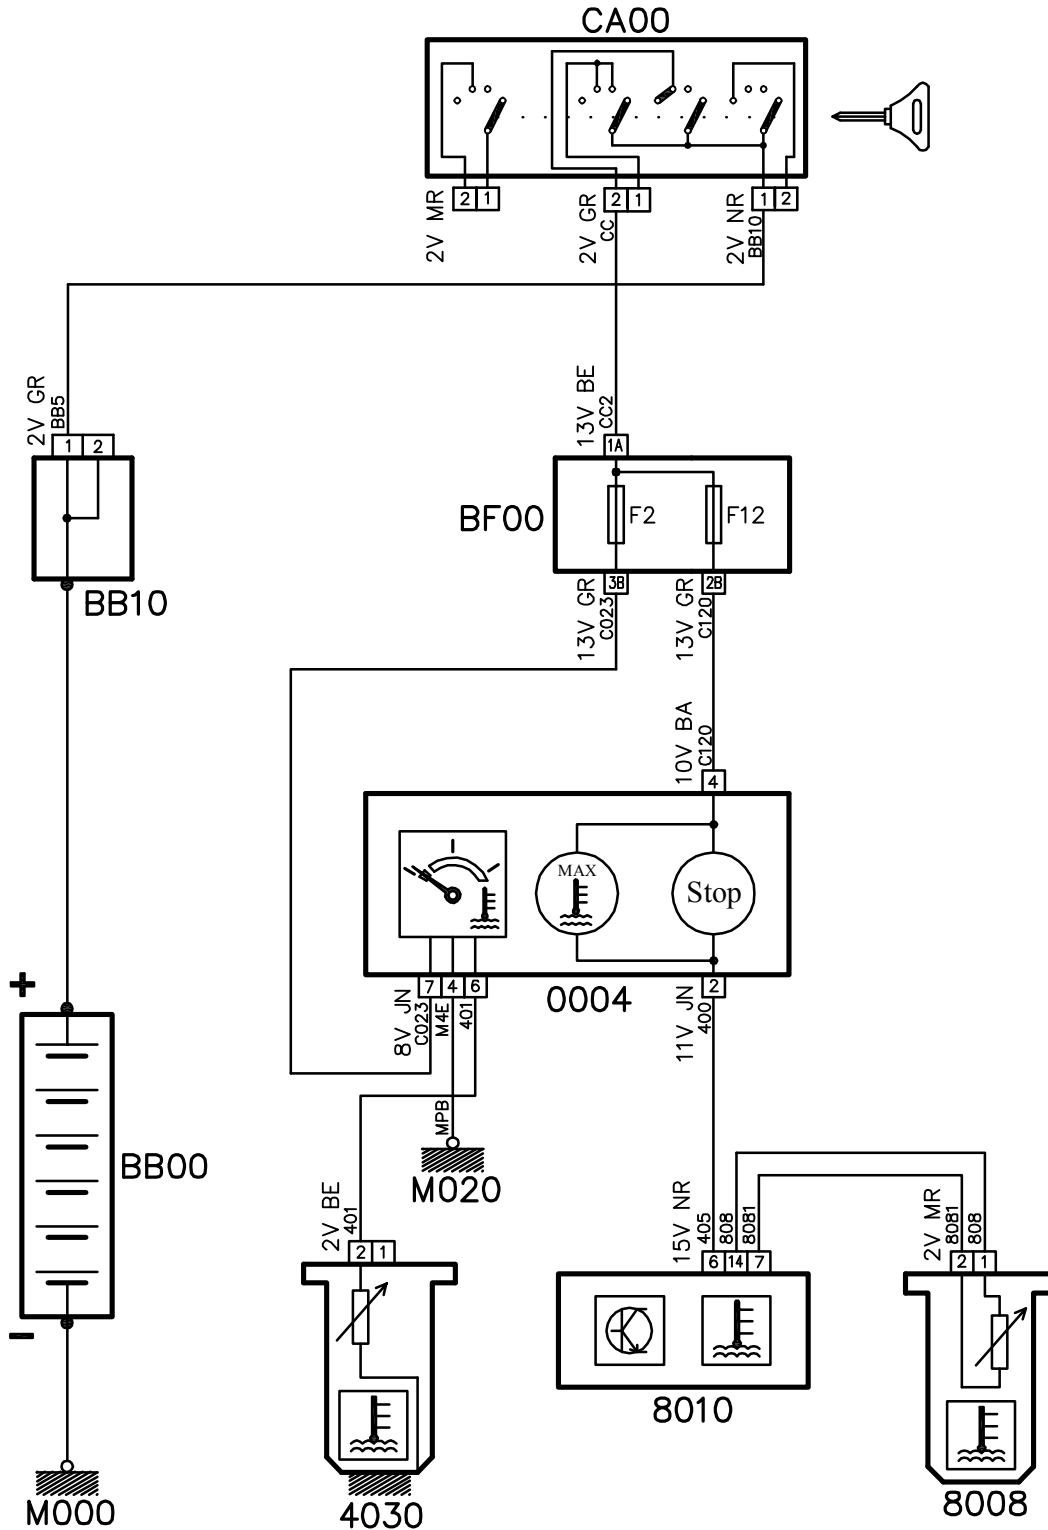 CA00
2 1
2 1
1 2
2V MR
2V GR
CC
2V NR
BB10
2V GR
BB5
13V BE
CC2
1 2
1A
BF00
F2
F12
BB10
3B
2B
13V GR
C023
13V GR
C120
10V BA
C120
4
MAX
Stop
+
7 4 6
2
0004
8V JN
C023
M4E
401
11V JN
400
MPB
BB00
M020
2V BE
401
15V NR
405
808
8081
2V MR
8081
808
2 1
6 14 7
2 1
–
8010
M000
4030
8008